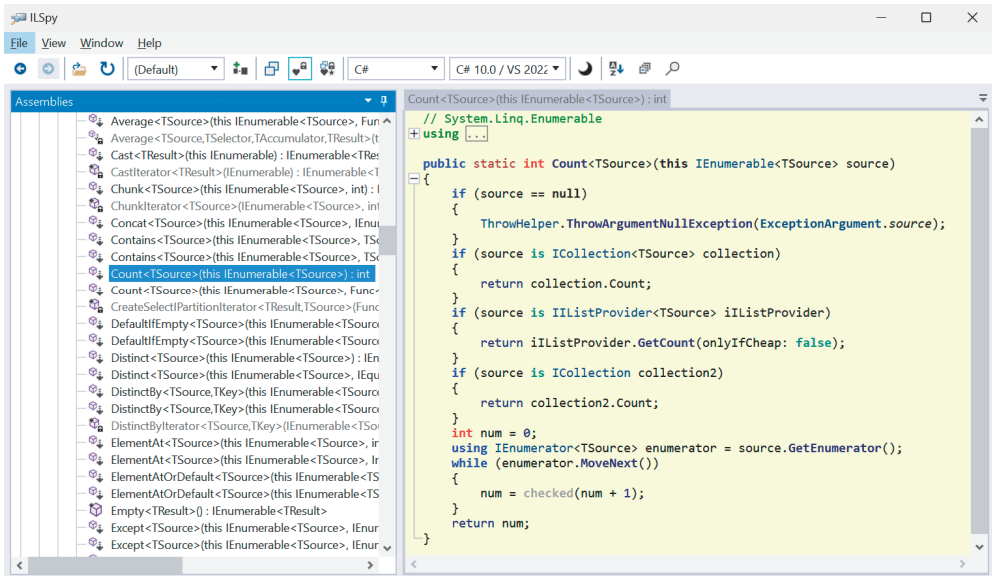 ILSpy
File View Window Help
(Default) C# C# 10.0 / VS 2022
Assemblies
Average<TSource>(this IEnumerable<TSource>, Fun
Average<TSource,TSelector,TAccumulator,TResult>(t
Cast<TResult>(this IEnumerable) : IEnumerable<TRes
CastIterator<TResult>(IEnumerable) : IEnumerable<T
Chunk<TSource>(this IEnumerable<TSource>, int) : I
ChunkIterator<TSource>(IEnumerable<TSource>, int
Concat<TSource>(this IEnumerable<TSource>, IEnu
Contains<TSource>(this IEnumerable<TSource>, TSo
Contains<TSource>(this IEnumerable<TSource>, TSo
Count<TSource>(this IEnumerable<TSource>) : int
Count<TSource>(this IEnumerable<TSource>, Func<
CreateSelectIPartitionIterator<TResult,TSource>(Func
DefaultIfEmpty<TSource>(this IEnumerable<TSource
DefaultIfEmpty<TSource>(this IEnumerable<TSource
Distinct<TSource>(this IEnumerable<TSource>) : IEn
Distinct<TSource>(this IEnumerable<TSource>, IEqu
DistinctBy<TSource,TKey>(this IEnumerable<TSource
DistinctBy<TSource,TKey>(this IEnumerable<TSource
DistinctByIterator<TSource,TKey>(IEnumerable<TSou
ElementAt<TSource>(this IEnumerable<TSource>, in
ElementAt<TSource>(this IEnumerable<TSource>, In
ElementAtOrDefault<TSource>(this IEnumerable<TS
ElementAtOrDefault<TSource>(this IEnumerable<TS
Empty<TResult>() : IEnumerable<TResult>
Except<TSource>(this IEnumerable<TSource>, IEnur
Except<TSource>(this IEnumerable<TSource>, IEnur
Count<TSource>(this IEnumerable<TSource>) : int
// System.Linq.Enumerable
using ...
public static int Count<TSource>(this IEnumerable<TSource> source)
{
if (source == null)
{
ThrowHelper.ThrowArgumentNullException(ExceptionArgument.source);
}
if (source is ICollection<TSource> collection)
{
return collection.Count;
}
if (source is IIListProvider<TSource> iIListProvider)
{
return iIListProvider.GetCount(onlyIfCheap: false);
}
if (source is ICollection collection2)
{
return collection2.Count;
}
int num = 0;
using IEnumerator<TSource> enumerator = source.GetEnumerator();
while (enumerator.MoveNext())
{
num = checked(num + 1);
}
return num;
}